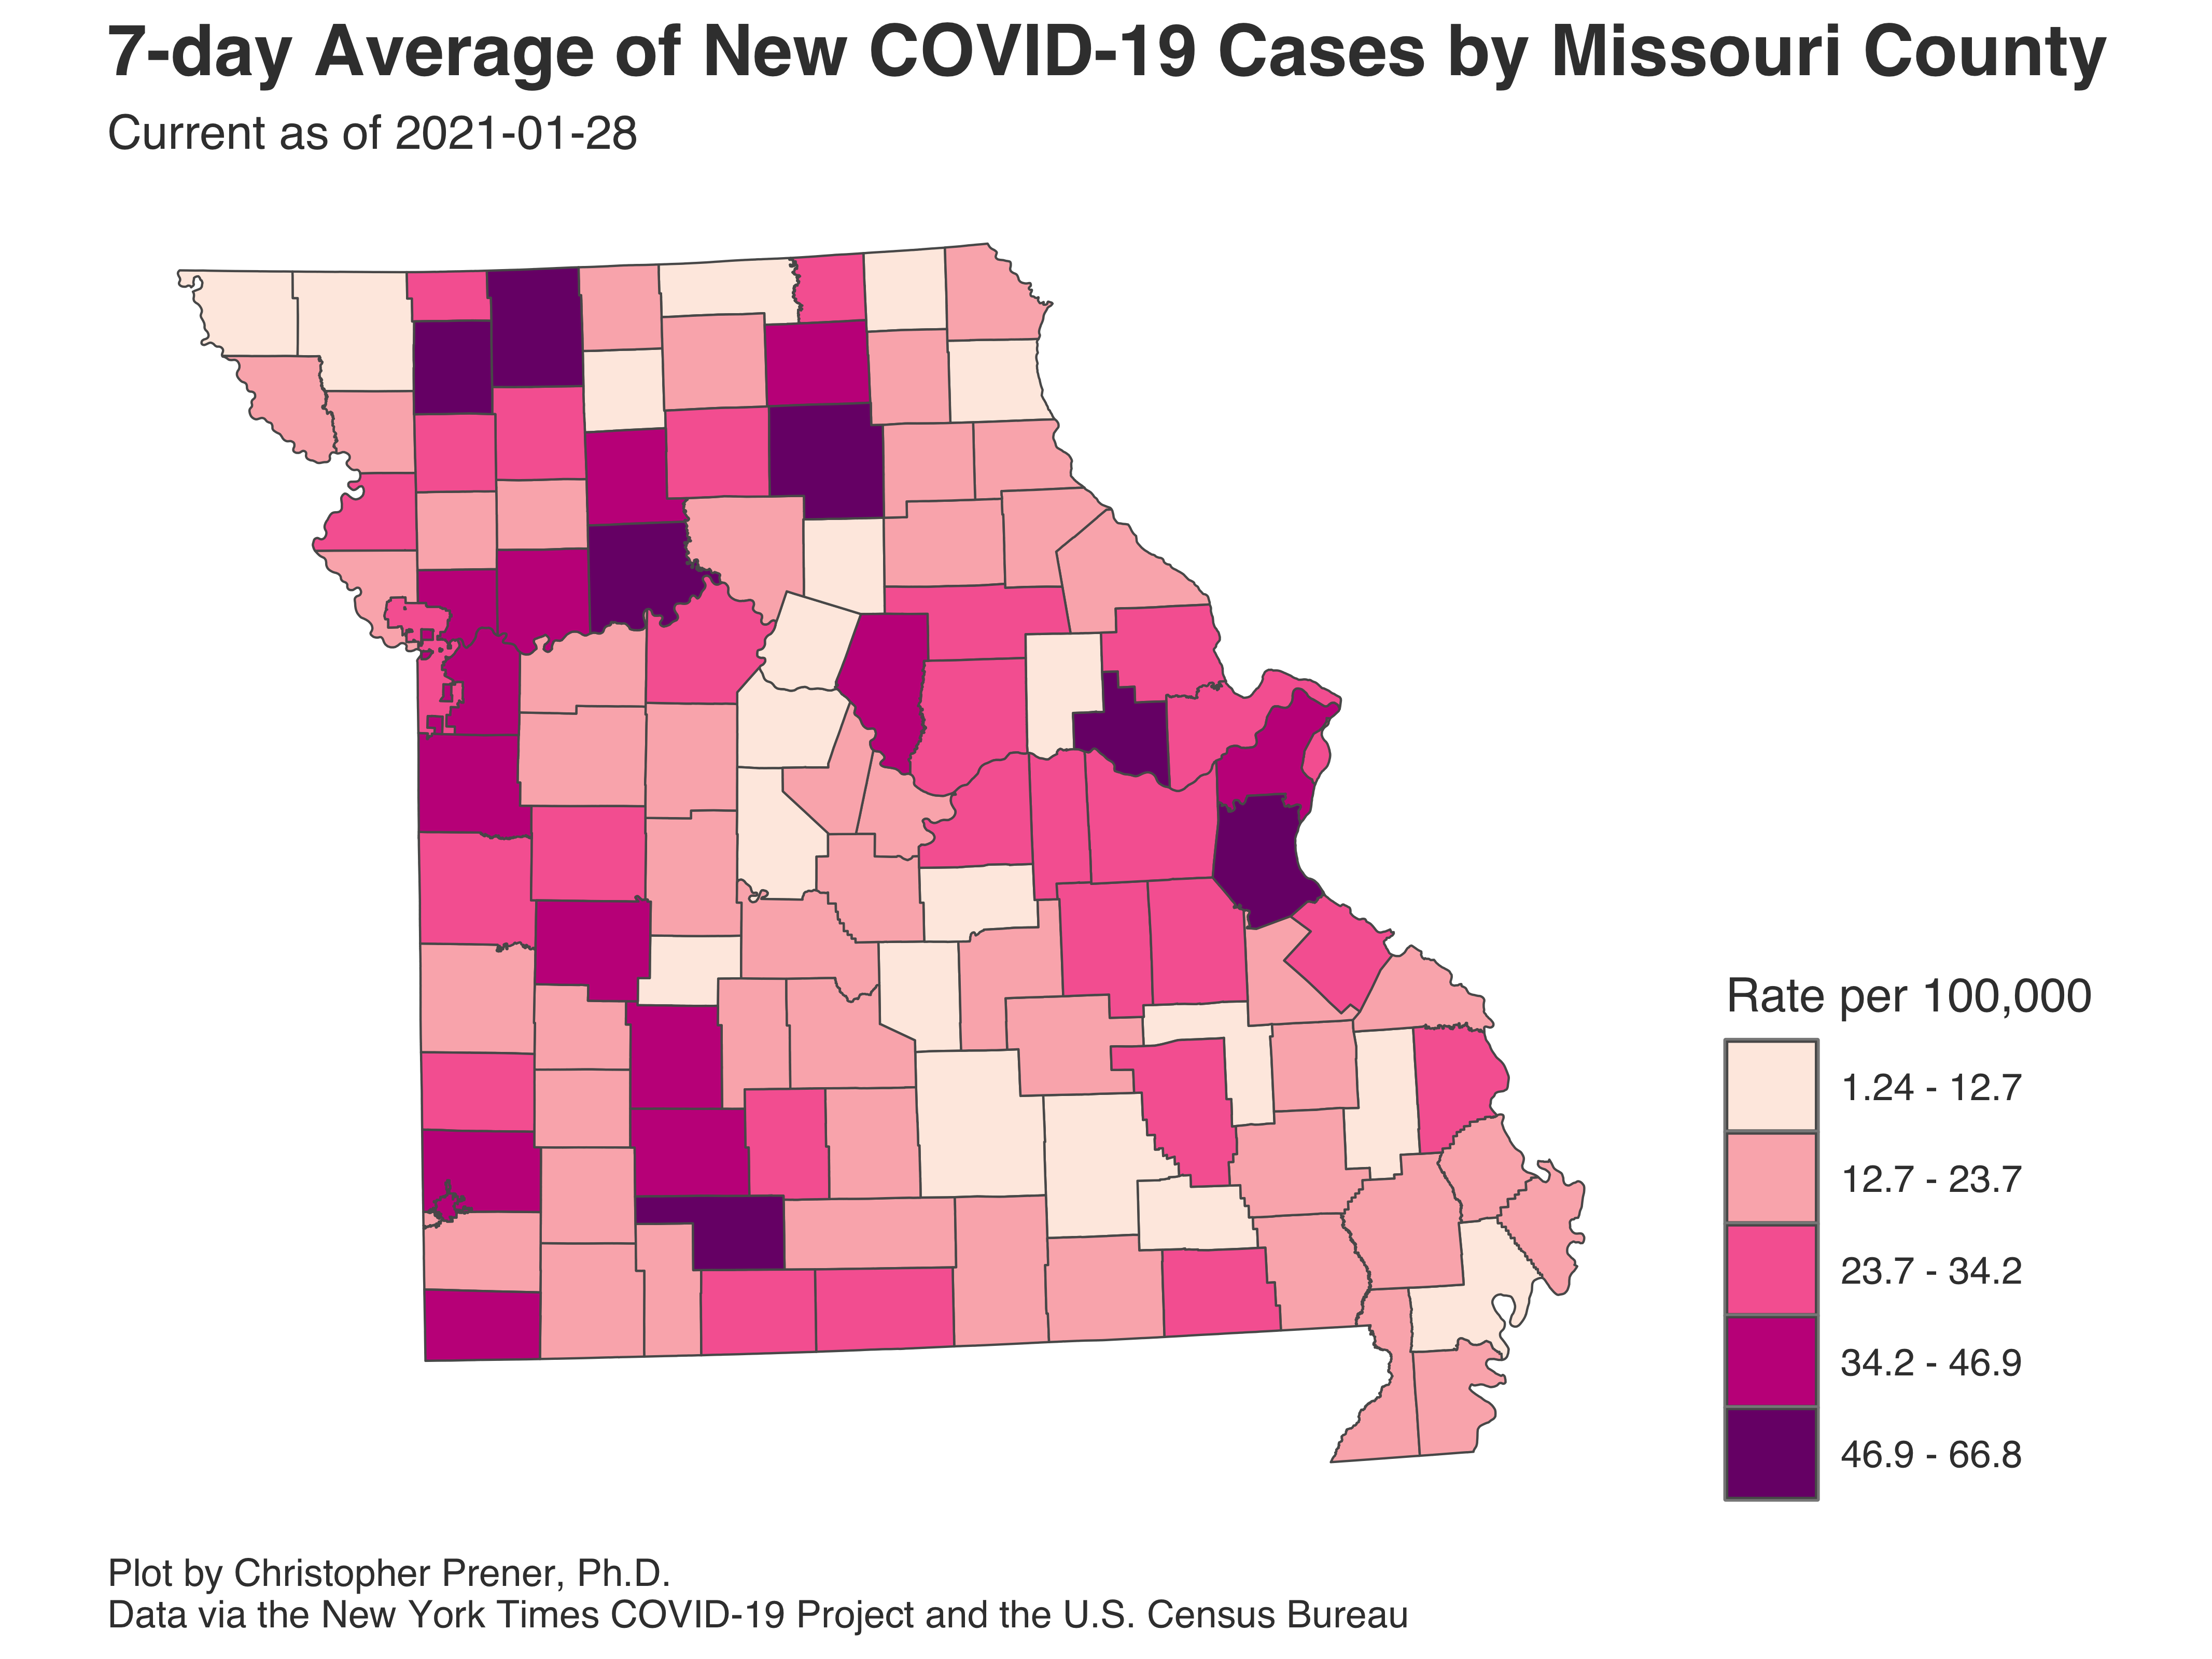 7-day Average of New COVID-19 Cases by Missouri County
Current as of 2021-01-28
Rate per 100,000
1.24 - 12.7
12.7 - 23.7
23.7 - 34.2
34.2 - 46.9
46.9 - 66.8
Plot by Christopher Prener, Ph.D.
Data via the New York Times COVID-19 Project and the U.S. Census Bureau